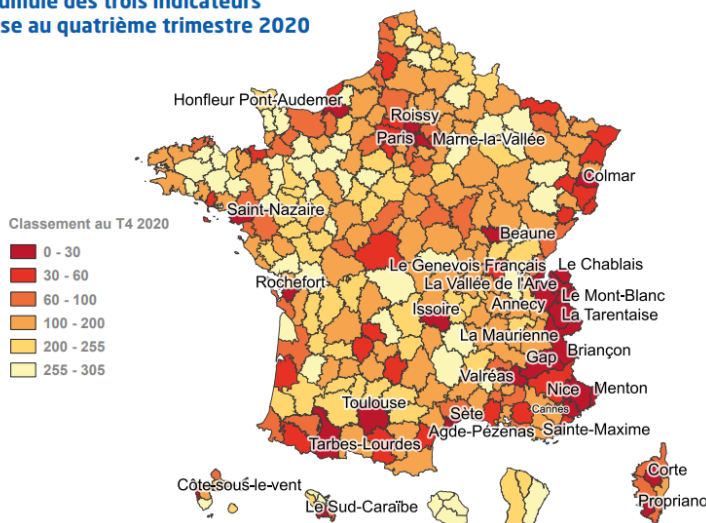 trois indicateurs
au quatrième trimestre 2020
Honfleur Pont-Audemer
Roissy
Paris
Marne-la-Vallée
Colmar
Saint-Nazaire
Classement au T4 2020
0 - 30
30 - 60
60 - 100
100 - 200
200 - 255
255 - 305
Beaune
Le Genevois Français
Le Chablais
Rochefort
La Vallée de l'Arve
Annecy
Le Mont-Blanc
Issoire
La Tarentaise
La Maurienne
Gap
Briançon
Valréas
Nice
Menton
Toulouse
Sète
Cannes
Tarbes-Lourdes
Agde-Pézenas
Sainte-Maxime
Côte-sous-le-vent
Le Sud-Caraïbe
Corte
Propriano